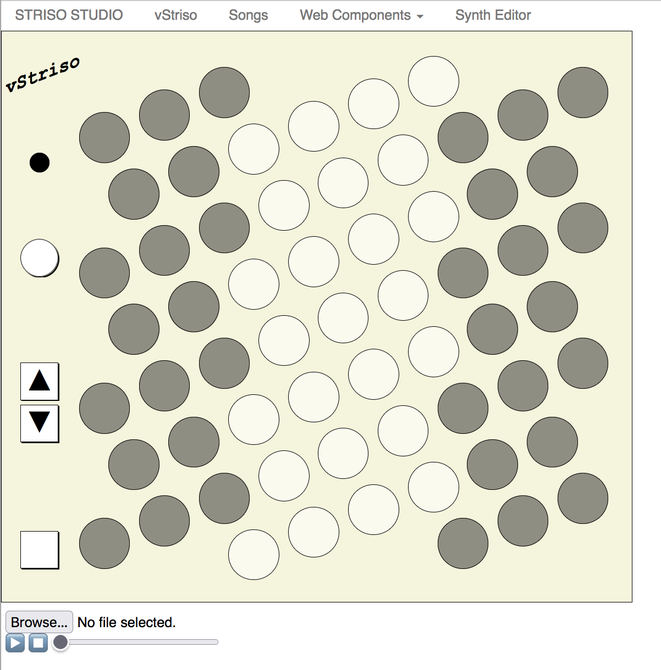 STRISO STUDIO vStriso Songs Web Components Synth Editor
vStriso
Browse... No file selected.